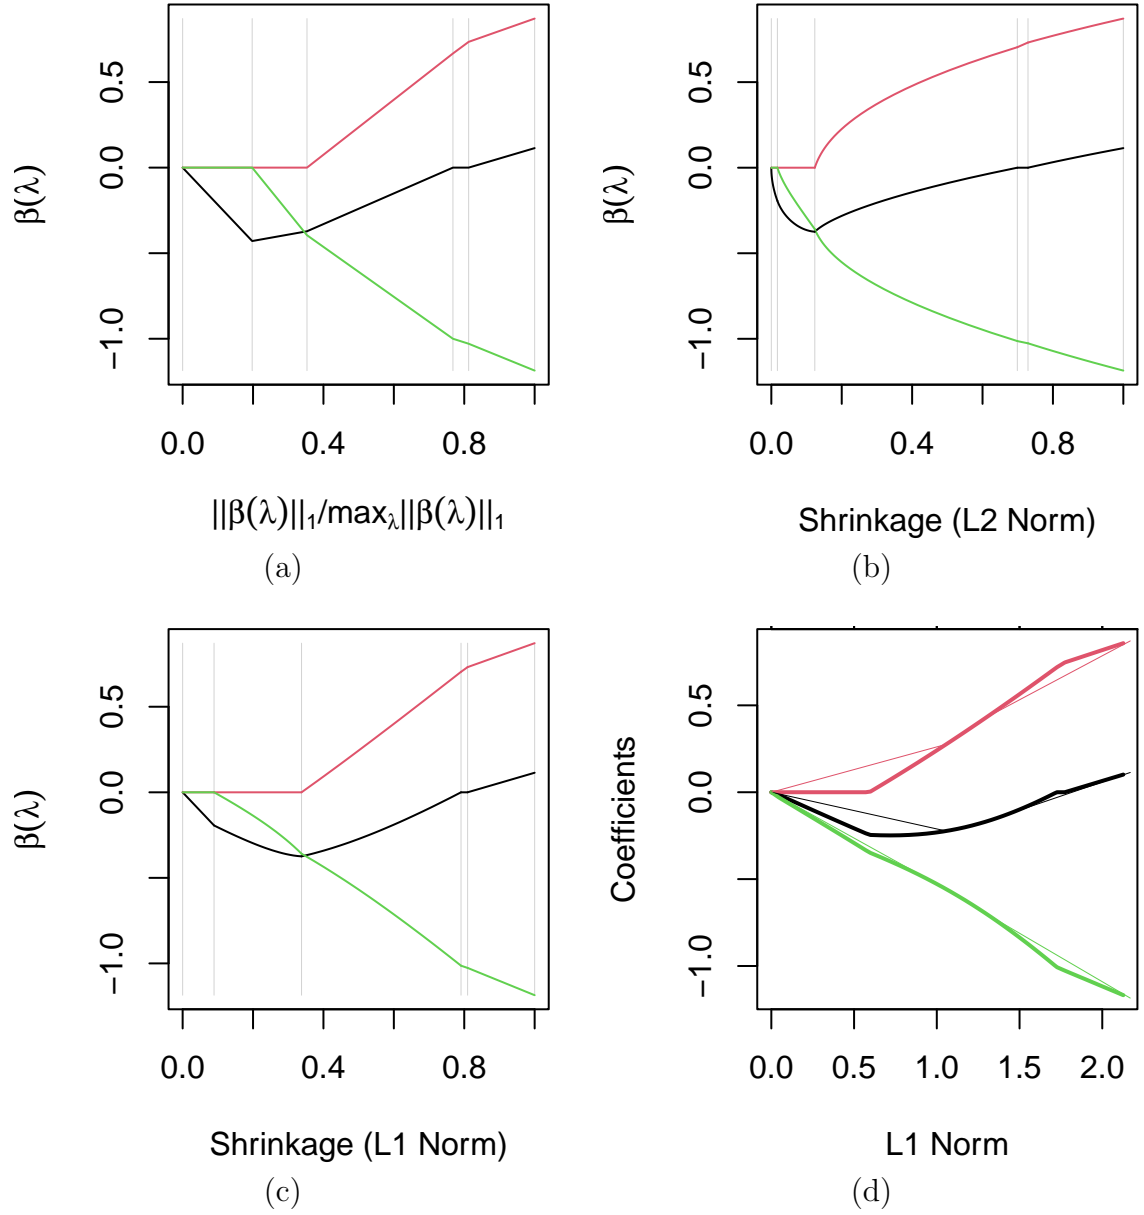 0.5
0.0
−1.0
β(λ)
0.0 0.4 0.8
||β(λ)||₁/maxλ||β(λ)||₁
(a)
0.5
0.0
−1.0
β(λ)
0.0 0.4 0.8
Shrinkage (L2 Norm)
(b)
0.5
0.0
−1.0
β(λ)
0.0 0.4 0.8
Shrinkage (L1 Norm)
(c)
0.5
0.0
−1.0
Coefficients
0.0 0.5 1.0 1.5 2.0
L1 Norm
(d)